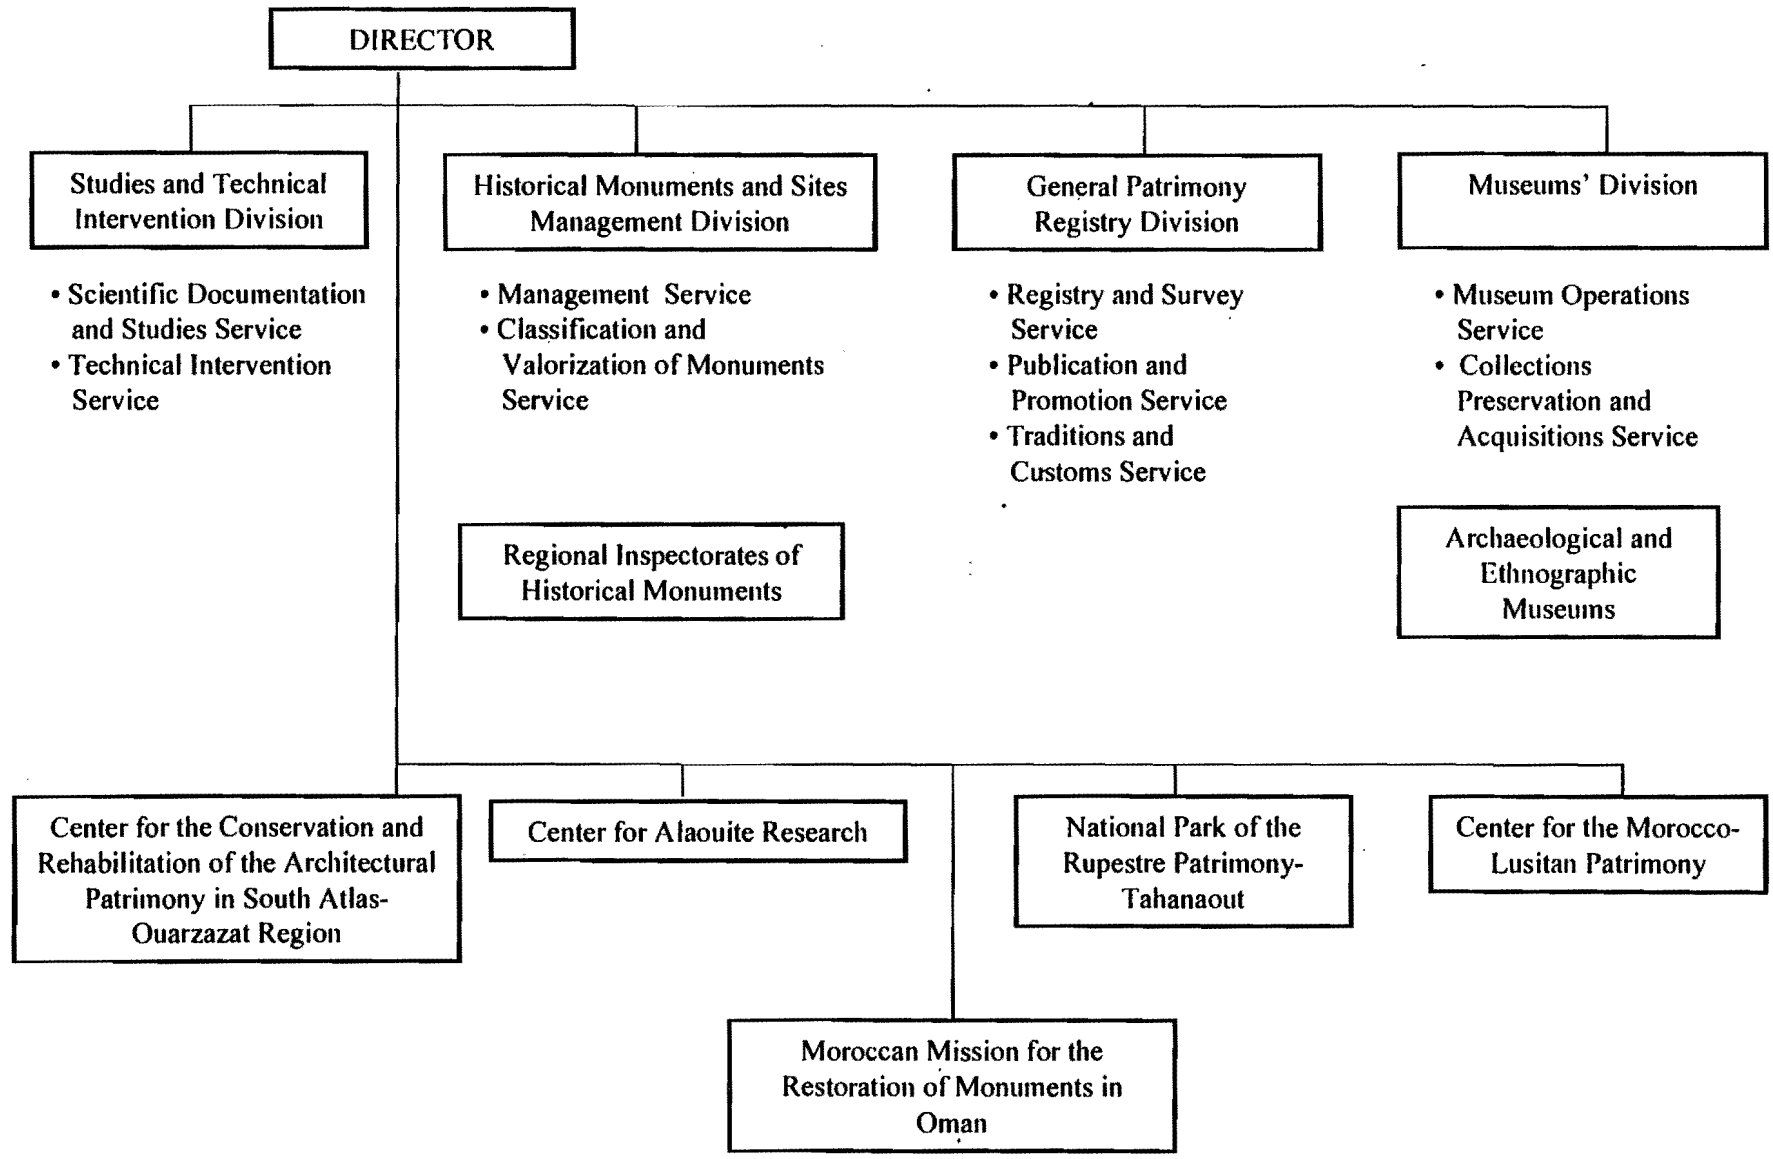 DIRECTOR
Studies and Technical
Intervention Division
• Scientific Documentation
and Studies Service
• Technical Intervention
Service
Historical Monuments and Sites
Management Division
• Management Service
• Classification and
Valorization of Monuments
Service
Regional Inspectorates of
Historical Monuments
General Patrimony
Registry Division
• Registry and Survey
Service
• Publication and
Promotion Service
• Traditions and
Customs Service
Museums' Division
• Museum Operations
Service
• Collections
Preservation and
Acquisitions Service
Archaeological and
Ethnographic
Museums
Center for the Conservation and
Rehabilitation of the Architectural
Patrimony in South Atlas-
Ouarzazat Region
Center for Alaouite Research
Moroccan Mission for the
Restoration of Monuments in
Oman
National Park of the
Rupestre Patrimony-
Tahanaout
Center for the Morocco-
Lusitan Patrimony